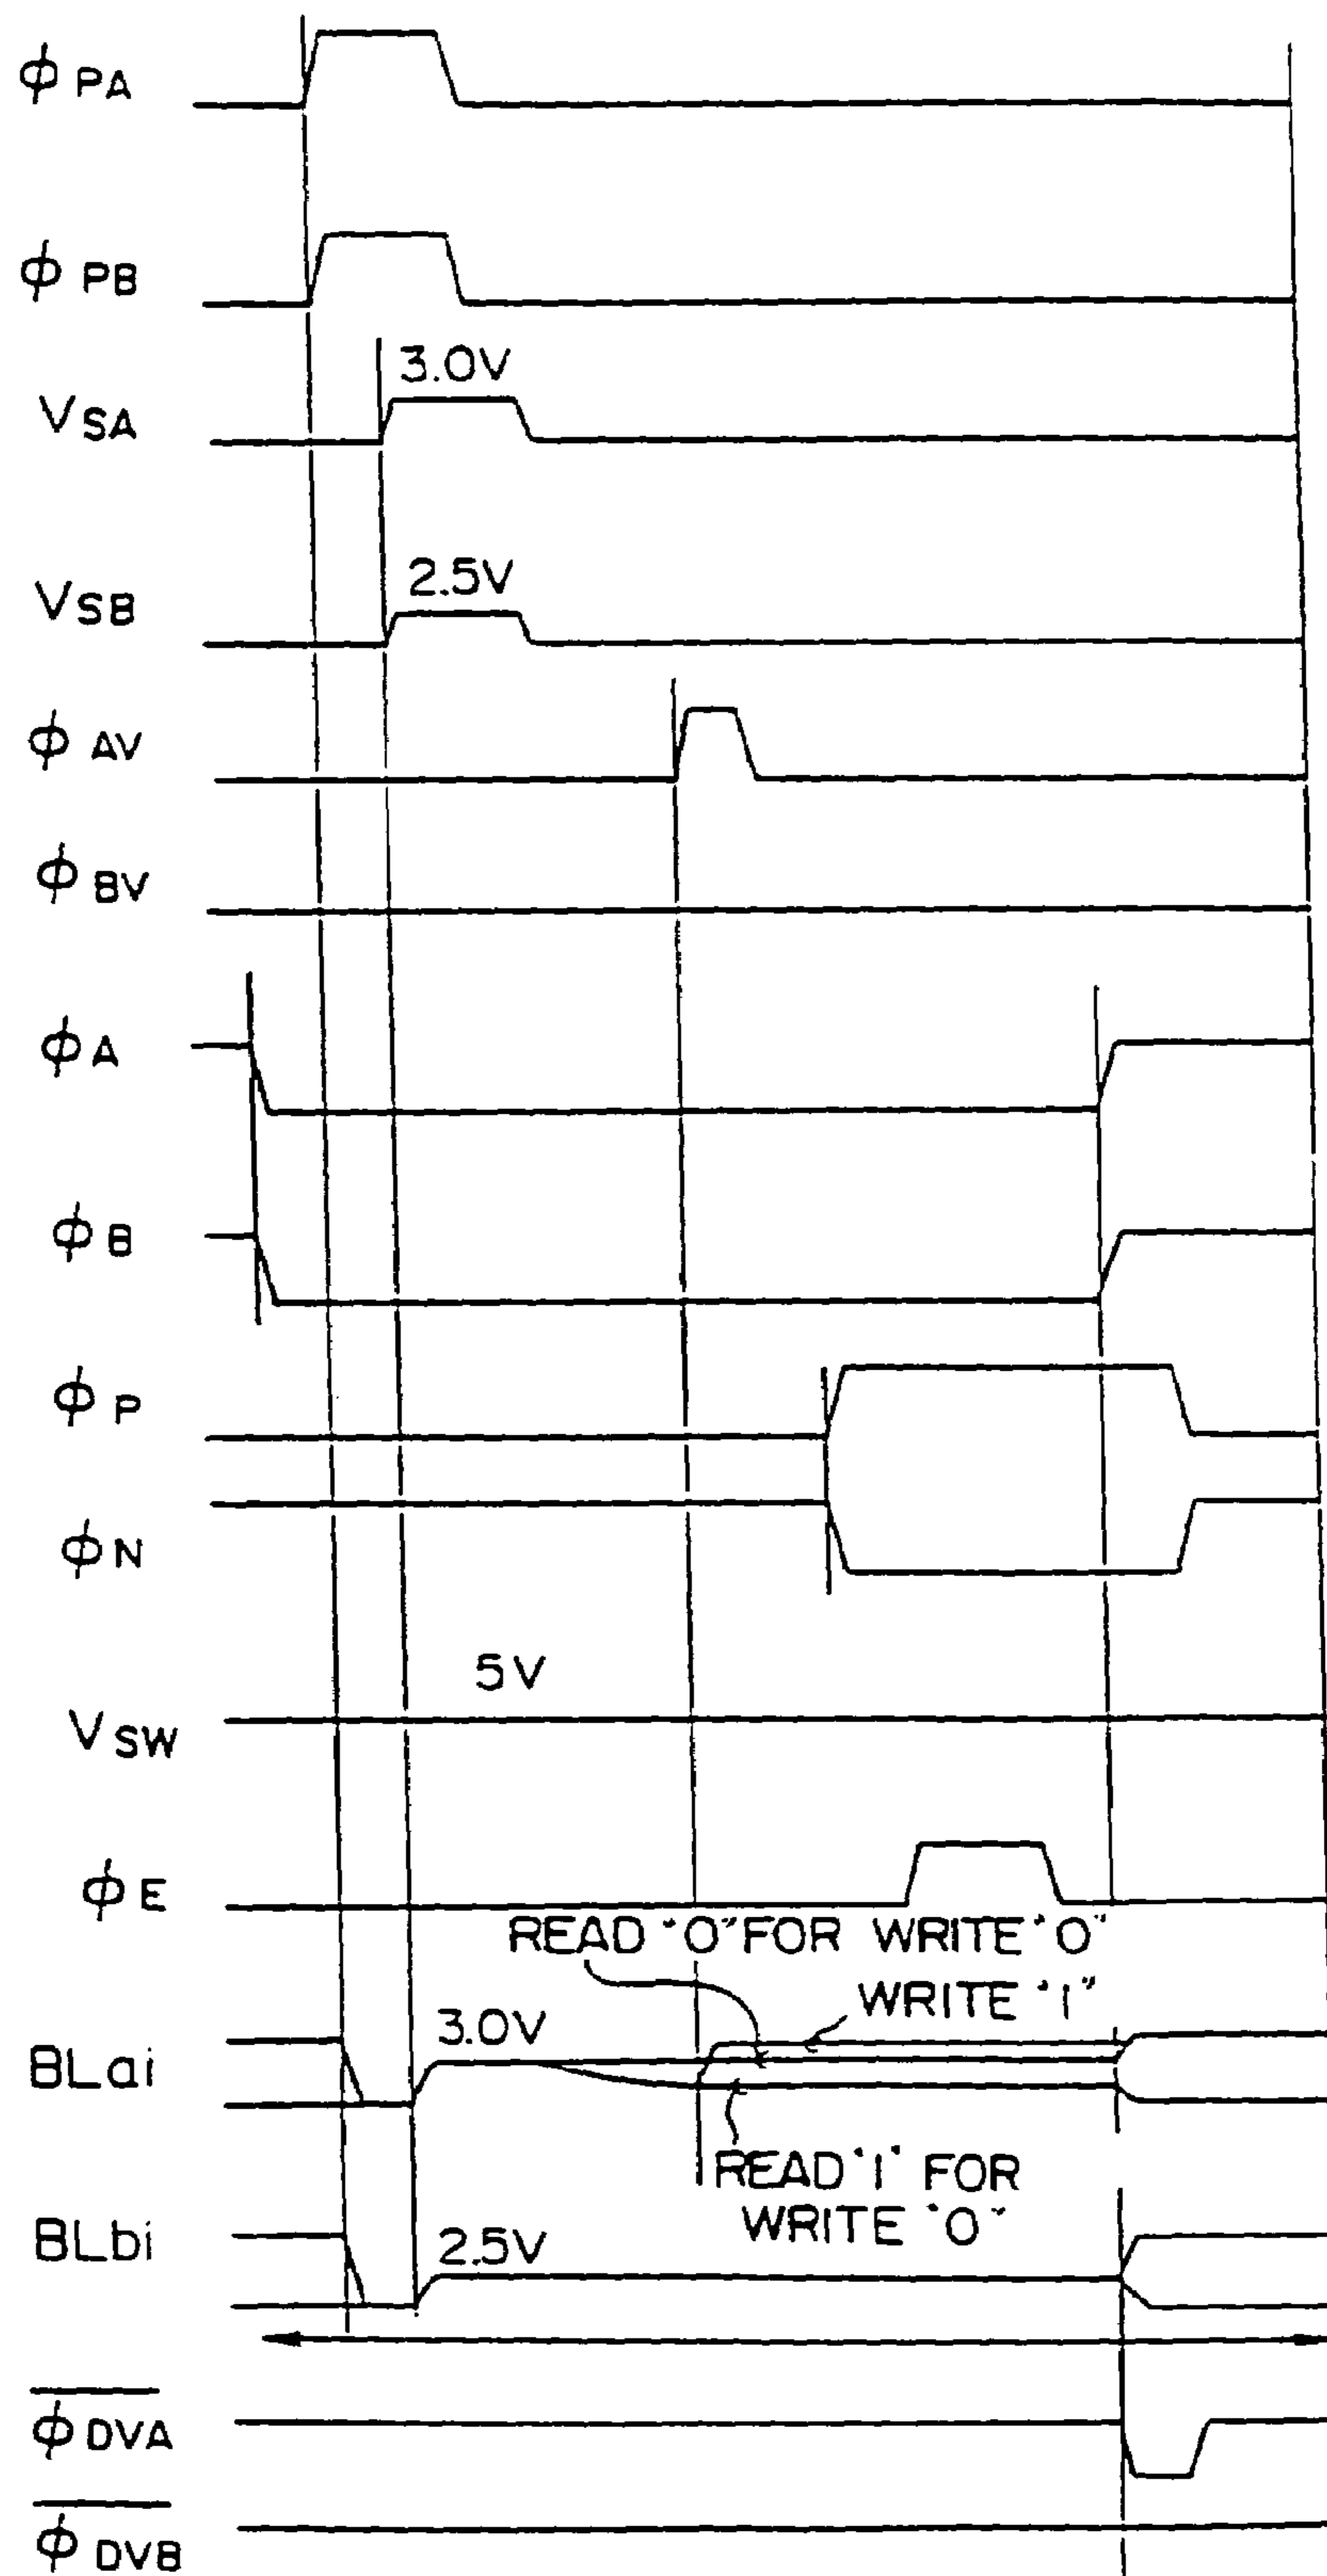 ϕPA
ϕPB
3.0V
VSA
2.5V
VSB
ϕAV
ϕBV
ϕA
ϕB
ϕP
ϕN
5V
VSW
ϕE
READ "0" FOR WRITE "0"
WRITE "1"
3.0V
BLai
READ "1" FOR
WRITE "0"
2.5V
BLbi
ϕDVA
ϕDVB